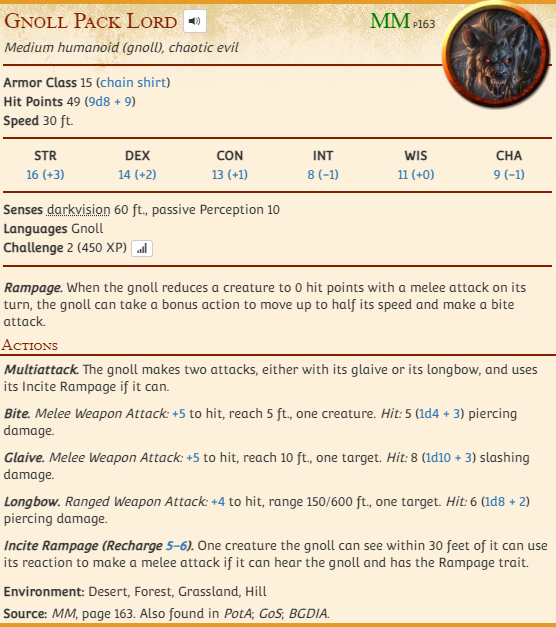 Gnoll Pack Lord MM p163
Medium humanoid (gnoll), chaotic evil
Armor Class 15 (chain shirt)
Hit Points 49 (9d8 + 9)
Speed 30 ft.
STR DEX CON INT WIS CHA
16 (+3) 14 (+2) 13 (+1) 8 (−1) 11 (+0) 9 (−1)
Senses darkvision 60 ft., passive Perception 10
Languages Gnoll
Challenge 2 (450 XP)
Rampage. When the gnoll reduces a creature to 0 hit points with a melee attack on its
turn, the gnoll can take a bonus action to move up to half its speed and make a bite
attack.
Actions
Multiattack. The gnoll makes two attacks, either with its glaive or its longbow, and uses
its Incite Rampage if it can.
Bite. Melee Weapon Attack: +5 to hit, reach 5 ft., one creature. Hit: 5 (1d4 + 3) piercing
damage.
Glaive. Melee Weapon Attack: +5 to hit, reach 10 ft., one target. Hit: 8 (1d10 + 3) slashing
damage.
Longbow. Ranged Weapon Attack: +4 to hit, range 150/600 ft., one target. Hit: 6 (1d8 + 2)
piercing damage.
Incite Rampage (Recharge 5–6). One creature the gnoll can see within 30 feet of it can use
its reaction to make a melee attack if it can hear the gnoll and has the Rampage trait.
Environment: Desert, Forest, Grassland, Hill
Source: MM, page 163. Also found in PotA; GoS; BGDIA.